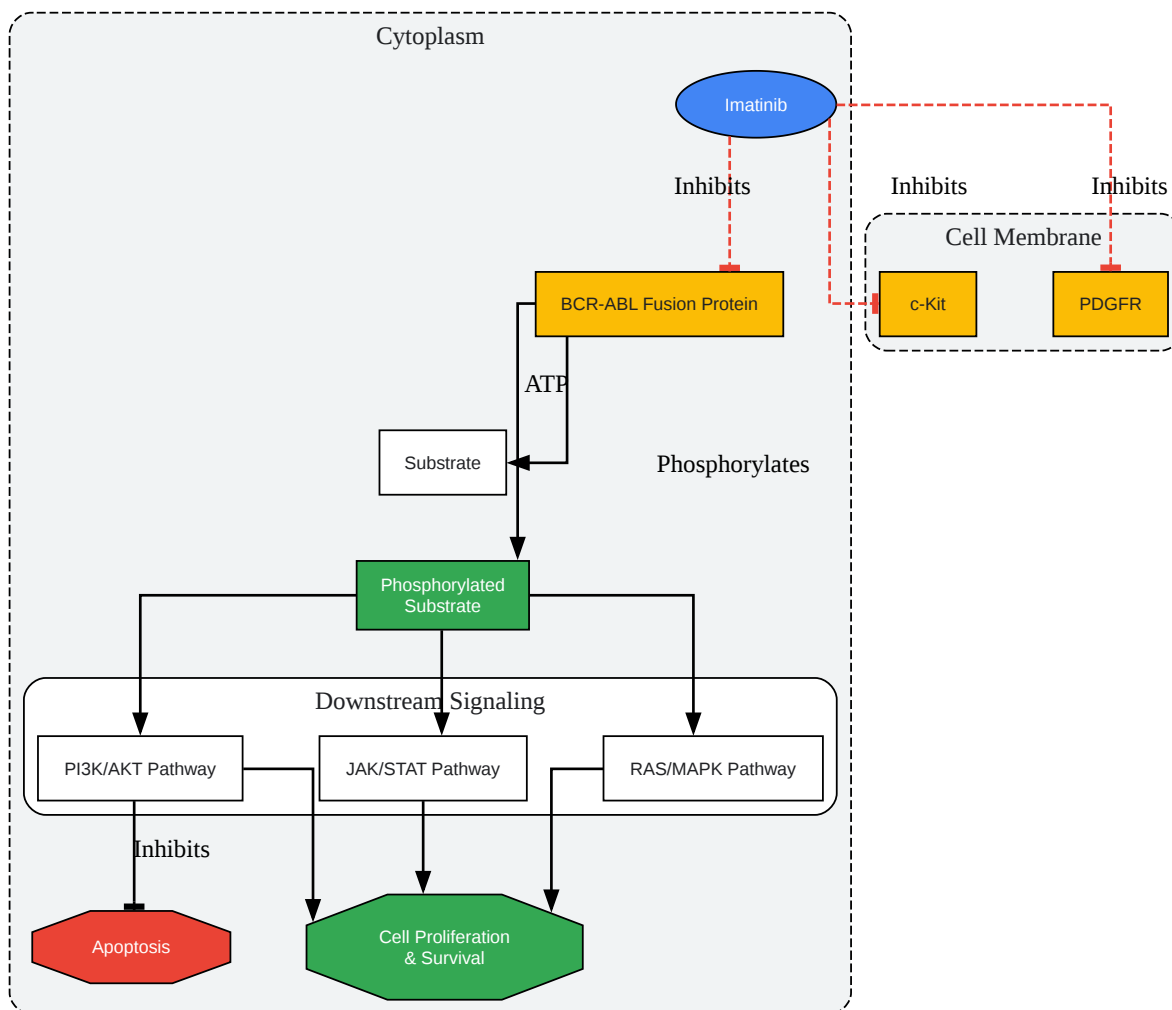 Cytoplasm
Imatinib
Inhibits
Inhibits
Inhibits
Cell Membrane
BCR-ABL Fusion Protein
c-Kit
PDGFR
ATP
Substrate
Phosphorylates
Phosphorylated
Substrate
Downstream Signaling
PI3K/AKT Pathway
JAK/STAT Pathway
RAS/MAPK Pathway
Inhibits
Apoptosis
Cell Proliferation
& Survival